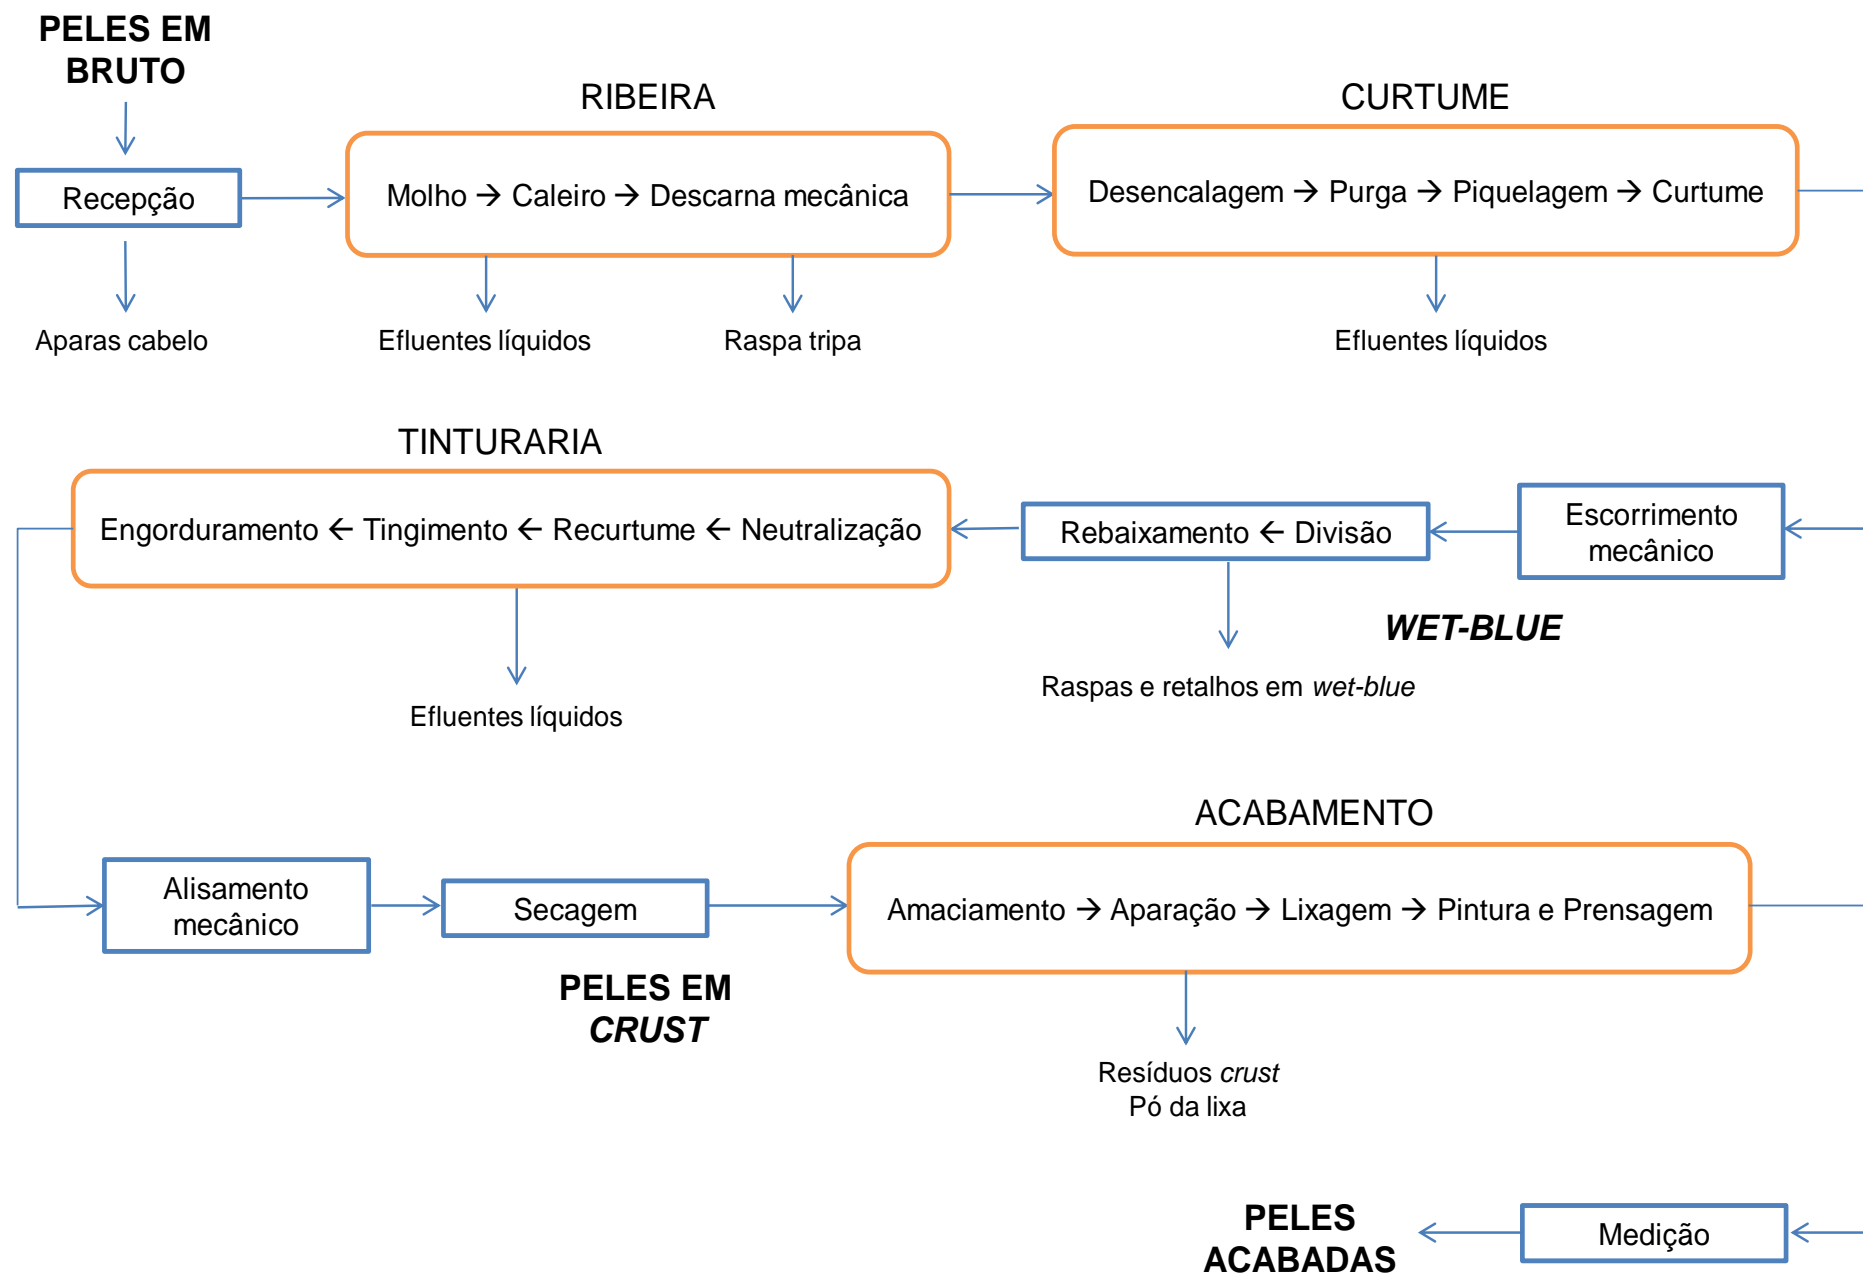 PELES EM
BRUTO
RIBEIRA
CURTUME
Recepção
Molho → Caleiro → Descarna mecânica
Desencalagem → Purga → Piquelagem → Curtume
Aparas cabelo
Efluentes líquidos
Raspa tripa
Efluentes líquidos
TINTURARIA
Engorduramento ← Tingimento ← Recurtume ← Neutralização
Rebaixamento ← Divisão
Escorrimento
mecânico
WET-BLUE
Raspas e retalhos em wet-blue
Efluentes líquidos
ACABAMENTO
Alisamento
mecânico
Secagem
Amaciamento → Aparação → Lixagem → Pintura e Prensagem
PELES EM
CRUST
Resíduos crust
Pó da lixa
PELES
ACABADAS
Medição